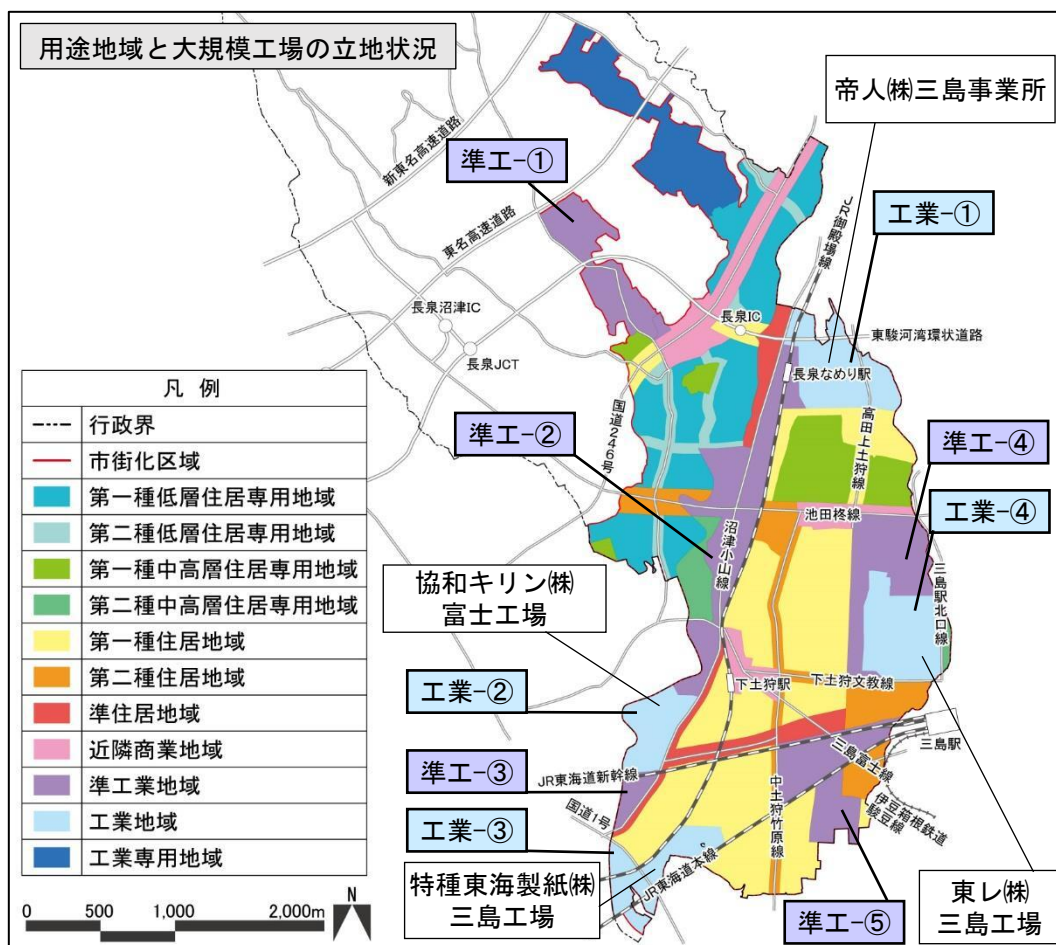 用途地域と大規模工場の立地状況
帝人㈱三島事業所
新東名高速道路
準工-①
JR御殿場線
工業-①
東名高速道路
長泉沼津IC
長泉IC
東駿河湾環状道路
長泉JCT
長泉なめり駅
凡 例
行政界
市街化区域
第一種低層住居専用地域
第二種低層住居専用地域
第一種中高層住居専用地域
第二種中高層住居専用地域
第一種住居地域
第二種住居地域
準住居地域
近隣商業地域
準工業地域
工業地域
工業専用地域
0 500 1,000 2,000m
N
国道246号
準工-②
高田上土狩線
準工-④
池田柊線
工業-④
沼津小山線
三島駅北口線
協和キリン㈱
富士工場
下土狩駅
下土狩文教線
工業-②
三島駅
三島富士線
準工-③
JR東海道新幹線
国道1号
中土狩竹原線
伊豆箱根鉄道
駿豆線
工業-③
JR東海道本線
特種東海製紙㈱
三島工場
準工-⑤
東レ㈱
三島工場